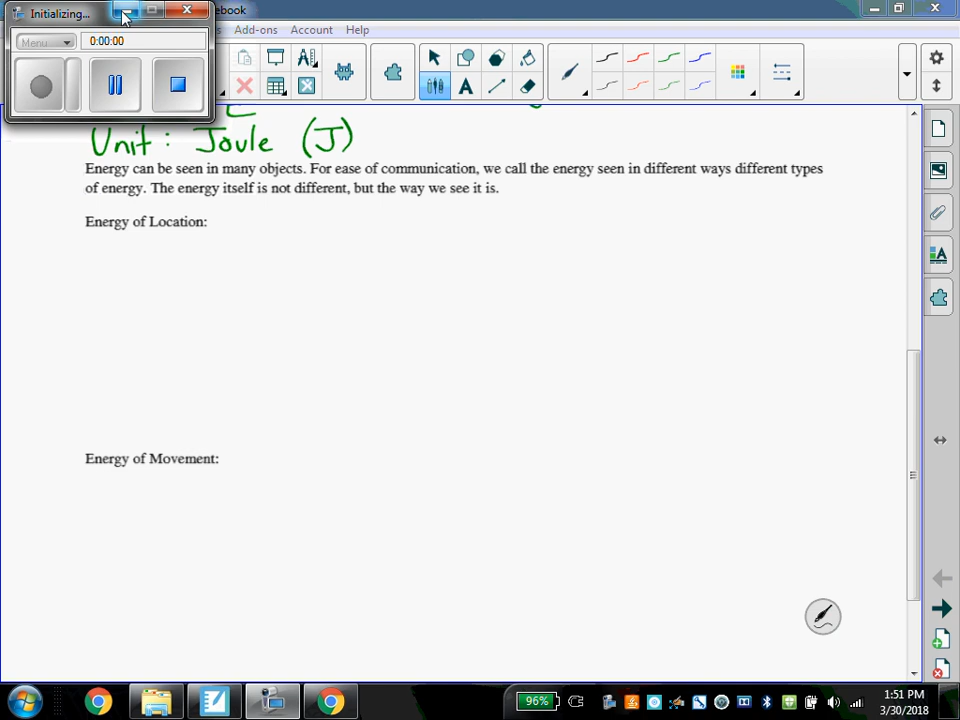 Initializing...
ebook
Menu
0:00:00
s Add-ons Account Help
Unit: Joule (J)
Energy can be seen in many objects. For ease of communication, we call the energy seen in different ways different types
of energy. The energy itself is not different, but the way we see it is.
Energy of Location:
Energy of Movement:
96%
1:51 PM
3/30/2018